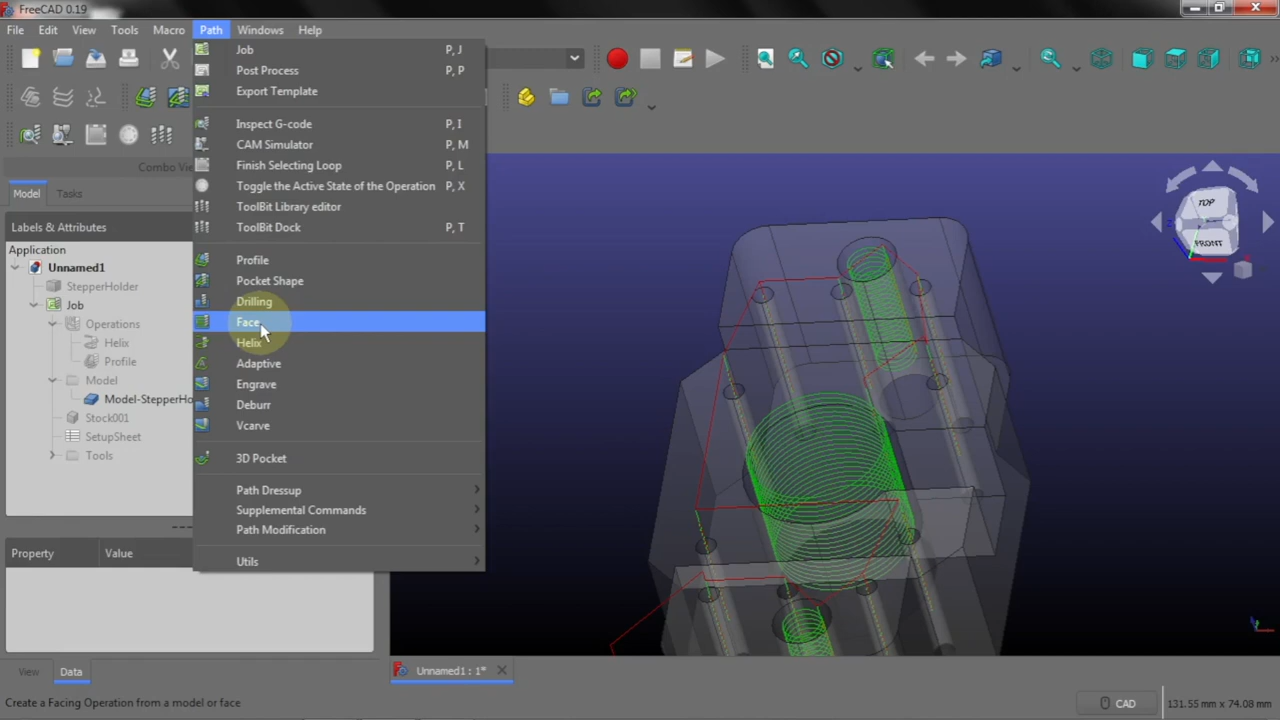 FreeCAD 0.19
File Edit View Tools Macro Path Windows Help
Job P, J
Post Process P, P
Export Template
Inspect G-code P, I
CAM Simulator P, M
Finish Selecting Loop P, L
Toggle the Active State of the Operation P, X
ToolBit Library editor
ToolBit Dock P, T
Profile
Pocket Shape
Drilling
Face
Helix
Adaptive
Engrave
Deburr
Vcarve
3D Pocket
Path Dressup
Supplemental Commands
Path Modification
Utils
Combo Vie
Model Tasks
Labels & Attributes
Application
Unnamed1
StepperHolder
Job
Operations
Helix
Profile
Model
Model-StepperHo
Stock001
SetupSheet
Tools
Property Value
View Data
TOP
FRONT
Z
Unnamed1 : 1*
Create a Facing Operation from a model or face
CAD
131.55 mm x 74.08 mm